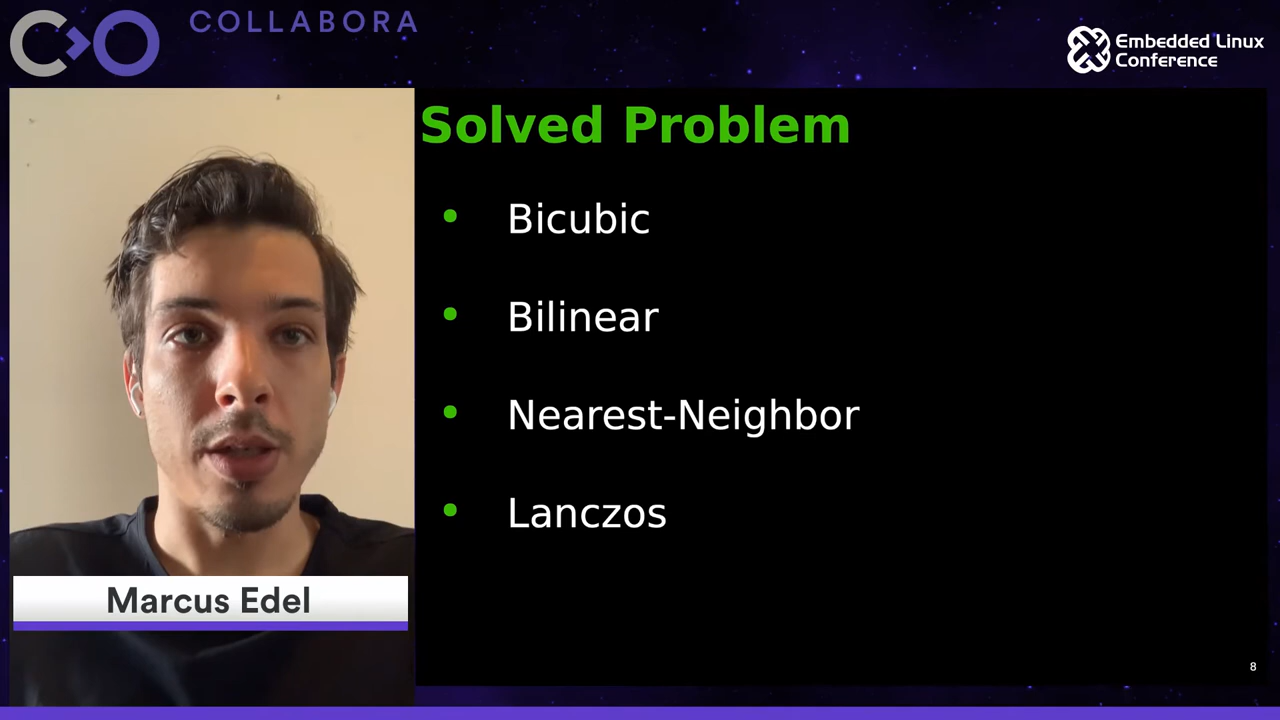 COLLABORA
Embedded Linux
Conference
Solved Problem
• Bicubic
• Bilinear
• Nearest-Neighbor
• Lanczos
Marcus Edel
8